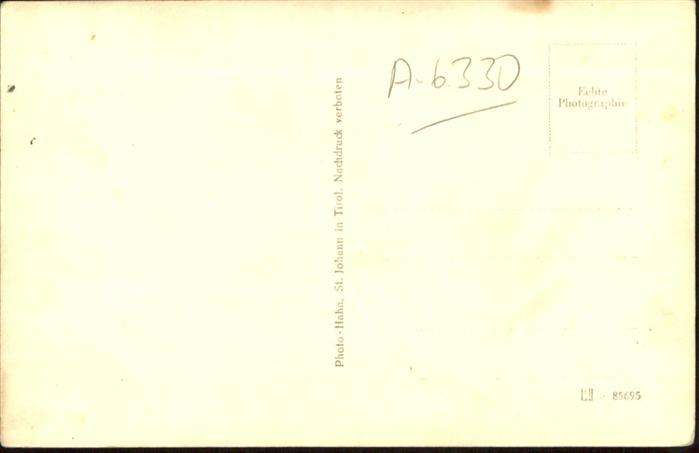 A-6330
Echte
Photographie
Photo-Hahn, St. Johann in Tirol. Nachdruck verboten
85695